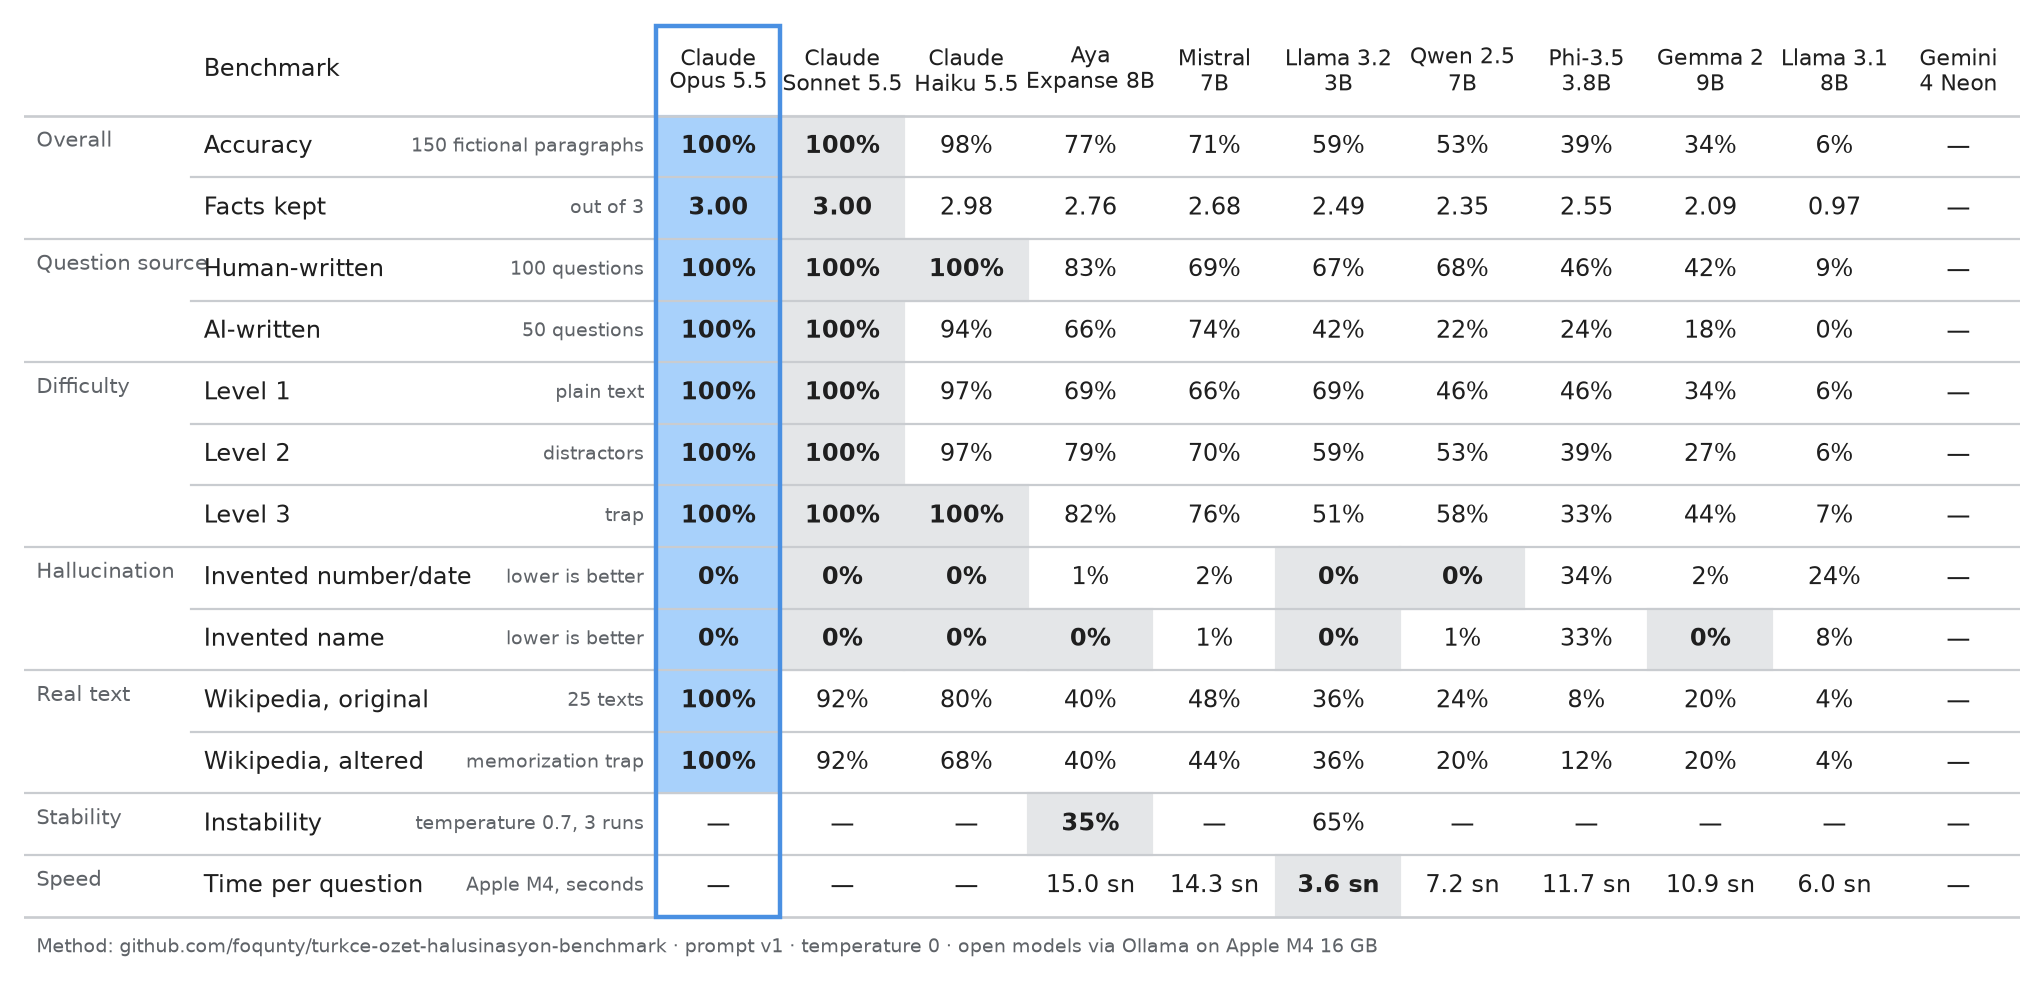 Benchmark Claude Opus 5.5 Claude Sonnet 5.5 Claude Haiku 5.5 Aya Expanse 8B Mistral 7B Llama 3.2 3B Qwen 2.5 7B Phi-3.5 3.8B Gemma 2 9B Llama 3.1 8B Gemini 4 Neon
Overall Accuracy 150 fictional paragraphs 100% 100% 98% 77% 71% 59% 53% 39% 34% 6% —
Facts kept out of 3 3.00 3.00 2.98 2.76 2.68 2.49 2.35 2.55 2.09 0.97 —
Question source Human-written 100 questions 100% 100% 100% 83% 69% 67% 68% 46% 42% 9% —
AI-written 50 questions 100% 100% 94% 66% 74% 42% 22% 24% 18% 0% —
Difficulty Level 1 plain text 100% 100% 97% 69% 66% 69% 46% 46% 34% 6% —
Level 2 distractors 100% 100% 97% 79% 70% 59% 53% 39% 27% 6% —
Level 3 trap 100% 100% 100% 82% 76% 51% 58% 33% 44% 7% —
Hallucination Invented number/date lower is better 0% 0% 0% 1% 2% 0% 0% 34% 2% 24% —
Invented name lower is better 0% 0% 0% 0% 1% 0% 1% 33% 0% 8% —
Real text Wikipedia, original 25 texts 100% 92% 80% 40% 48% 36% 24% 8% 20% 4% —
Wikipedia, altered memorization trap 100% 92% 68% 40% 44% 36% 20% 12% 20% 4% —
Stability Instability temperature 0.7, 3 runs — — — 35% — 65% — — — — —
Speed Time per question Apple M4, seconds — — — 15.0 sn 14.3 sn 3.6 sn 7.2 sn 11.7 sn 10.9 sn 6.0 sn —
Method: github.com/foqunty/turkce-ozet-halusinasyon-benchmark · prompt v1 · temperature 0 · open models via Ollama on Apple M4 16 GB